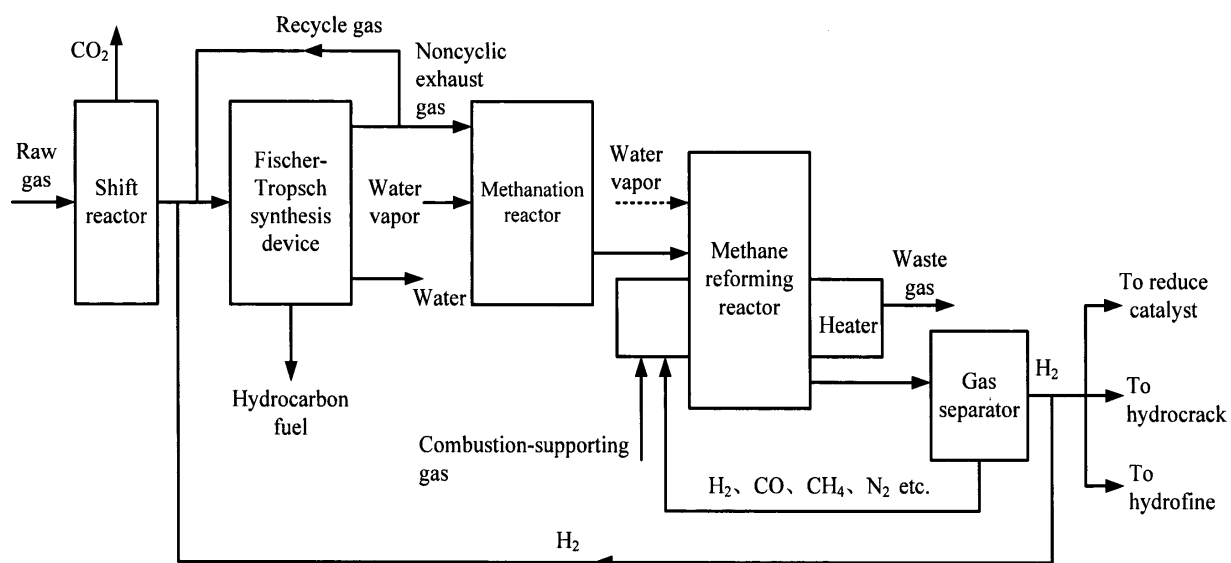 Recycle gas
CO₂
Noncyclic
exhaust
gas
Raw
gas
Shift
reactor
Fischer-
Tropsch
synthesis
device
Water
vapor
Methanation
reactor
Water
vapor
Methane
reforming
reactor
Water
Waste
gas
Heater
To reduce
catalyst
Hydrocarbon
fuel
Gas
separator
H₂
To
hydrocrack
Combustion-supporting
gas
H₂、CO、CH₄、N₂ etc.
To
hydrofine
H₂